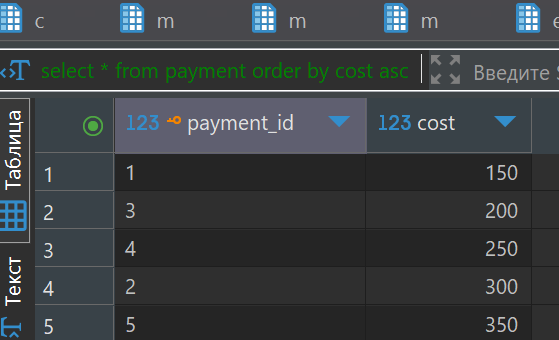 c m m m e
T select * from payment order by cost asc Введите S
Таблица
Текст
123 payment_id 123 cost
1 1 150
2 3 200
3 4 250
4 2 300
5 5 350